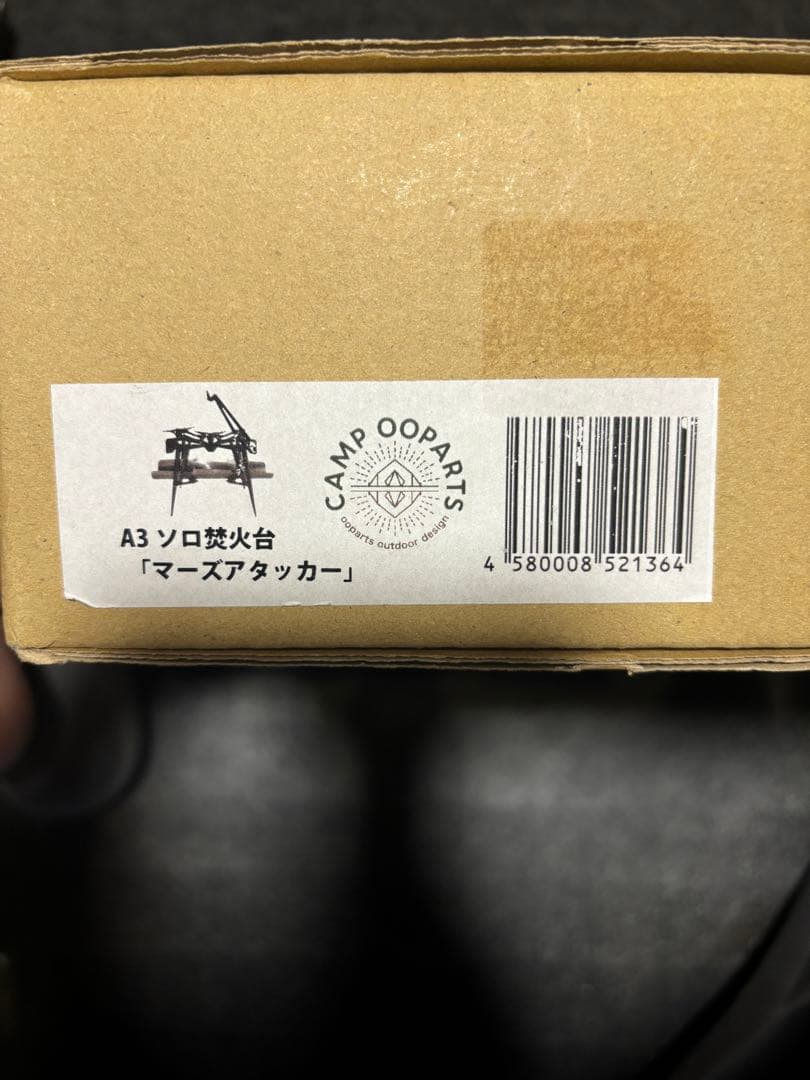 A3 ソロ焚火台
「マーズアタッカー」
CAMP OOPARTS
ooparts outdoor design
4 580008 521364